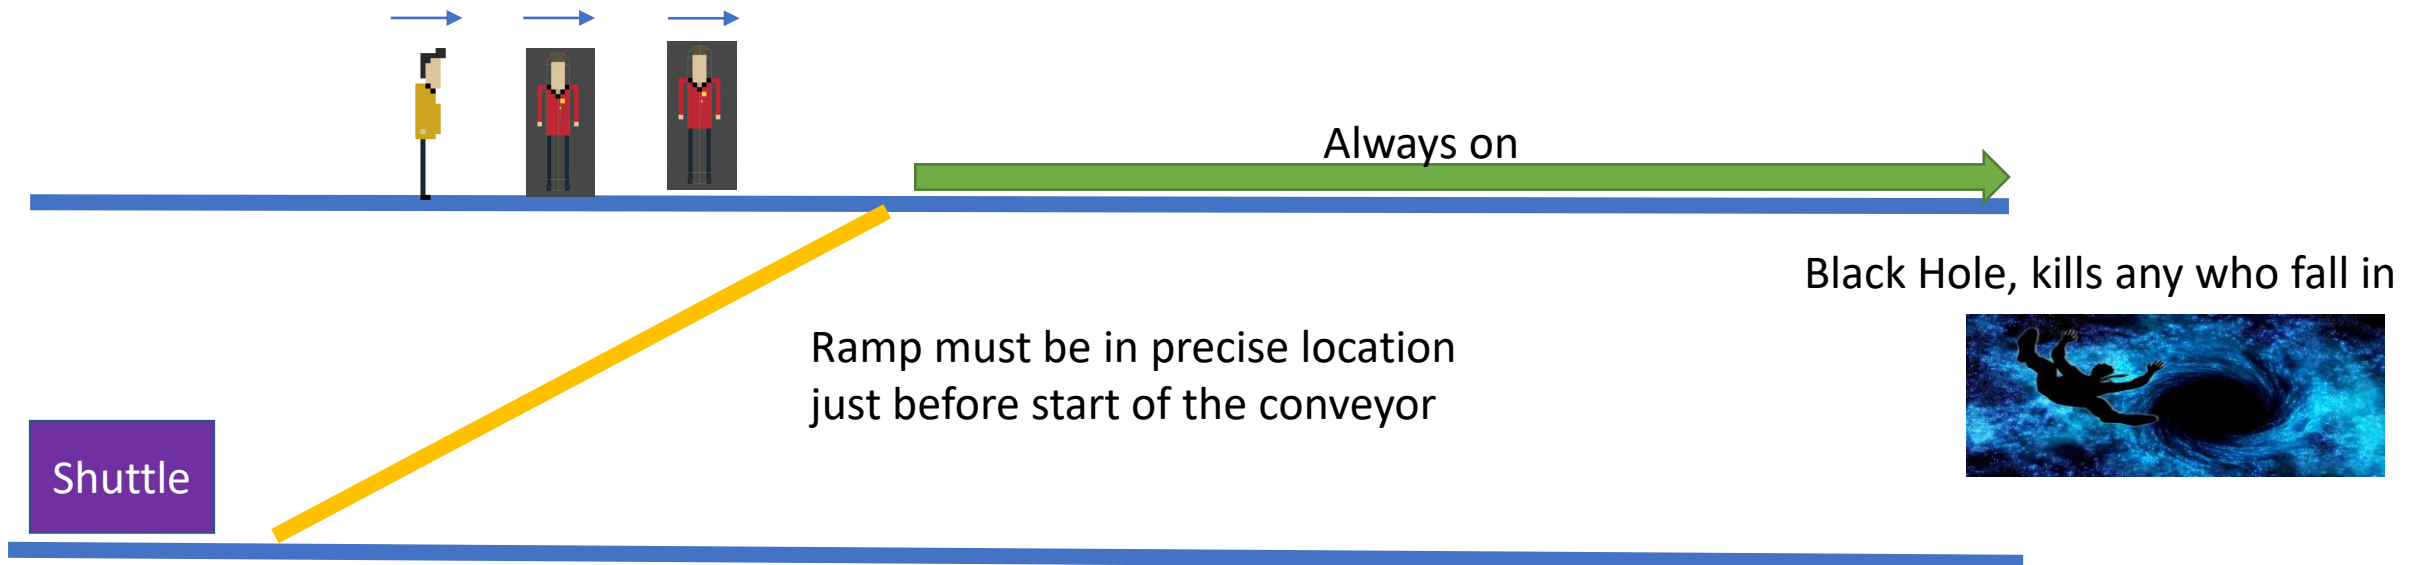 Always on
Black Hole, kills any who fall in
Ramp must be in precise location
just before start of the conveyor
Shuttle